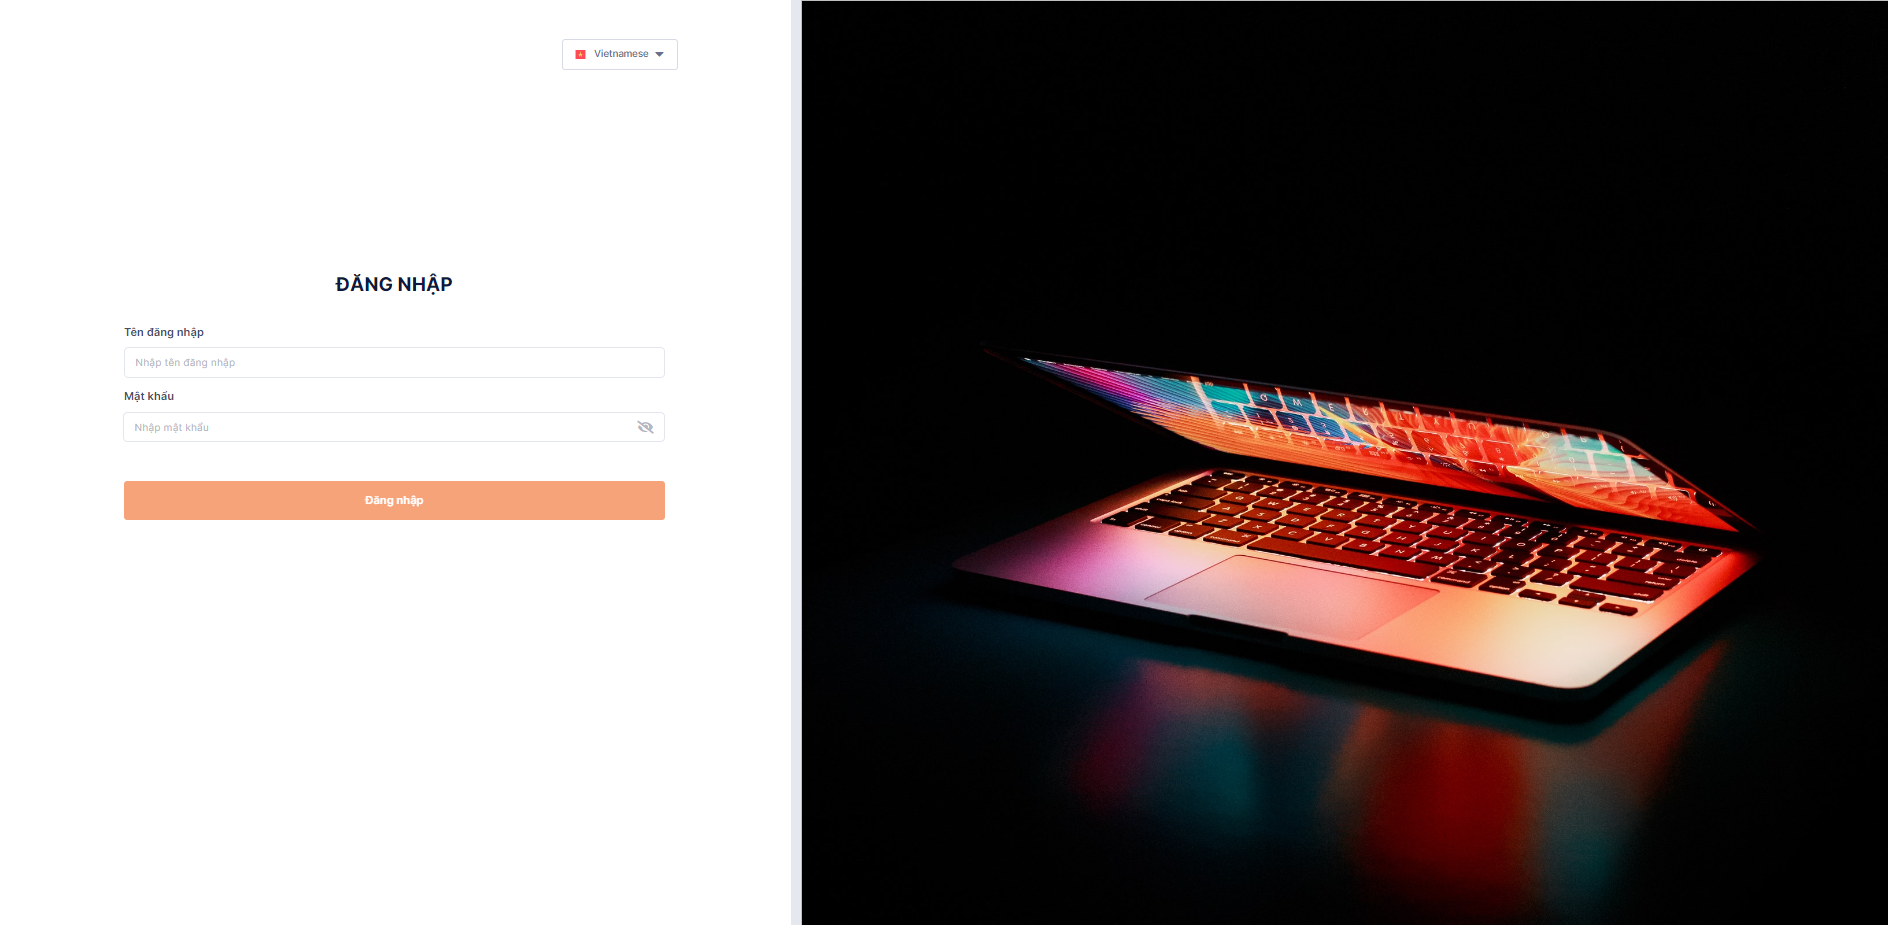 Vietnamese
ĐĂNG NHẬP
Tên đăng nhập
Nhập tên đăng nhập
Mật khẩu
Nhập mật khẩu
Đăng nhập